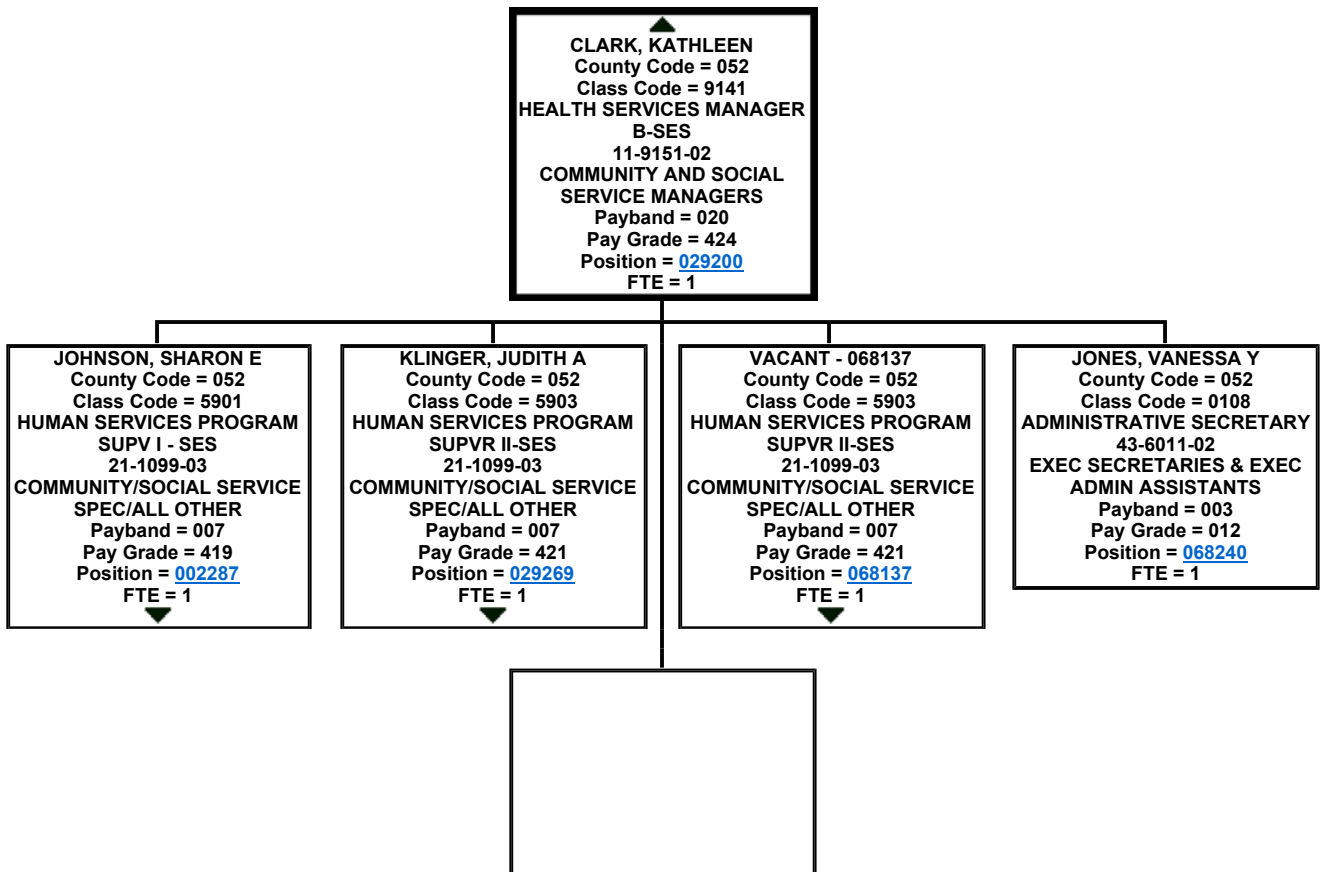 CLARK, KATHLEEN
County Code = 052
Class Code = 9141
HEALTH SERVICES MANAGER
B-SES
11-9151-02
COMMUNITY AND SOCIAL
SERVICE MANAGERS
Payband = 020
Pay Grade = 424
Position = 029200
FTE = 1
JOHNSON, SHARON E
County Code = 052
Class Code = 5901
HUMAN SERVICES PROGRAM
SUPV I - SES
21-1099-03
COMMUNITY/SOCIAL SERVICE
SPEC/ALL OTHER
Payband = 007
Pay Grade = 419
Position = 002287
FTE = 1
KLINGER, JUDITH A
County Code = 052
Class Code = 5903
HUMAN SERVICES PROGRAM
SUPVR II-SES
21-1099-03
COMMUNITY/SOCIAL SERVICE
SPEC/ALL OTHER
Payband = 007
Pay Grade = 421
Position = 029269
FTE = 1
VACANT - 068137
County Code = 052
Class Code = 5903
HUMAN SERVICES PROGRAM
SUPVR II-SES
21-1099-03
COMMUNITY/SOCIAL SERVICE
SPEC/ALL OTHER
Payband = 007
Pay Grade = 421
Position = 068137
FTE = 1
JONES, VANESSA Y
County Code = 052
Class Code = 0108
ADMINISTRATIVE SECRETARY
43-6011-02
EXEC SECRETARIES & EXEC
ADMIN ASSISTANTS
Payband = 003
Pay Grade = 012
Position = 068240
FTE = 1